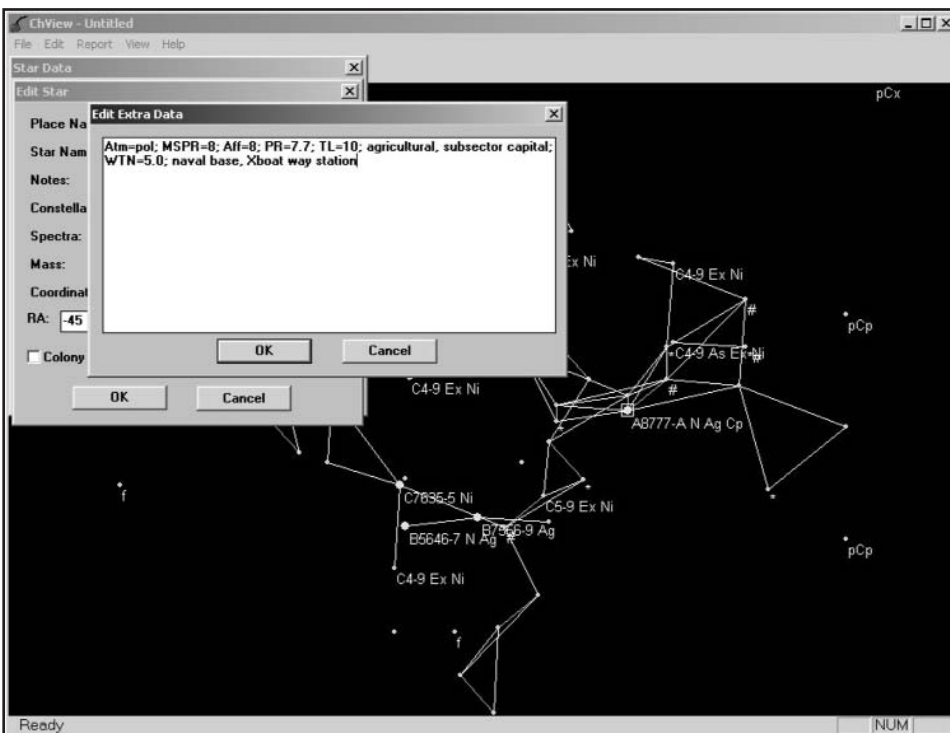 ChView - Untitled
File Edit Report View Help
Star Data
Edit Star
Edit Extra Data
Place Na
Star Nam
Notes:
Constella
Spectra:
Mass:
Coordinat
RA: -45
Colony
OK Cancel
Atm=pol; MSPR=8; Aff=8; PR=7.7; TL=10; agricultural, subsector capital;
WTN=5.0; naval base, Xboat way station
OK Cancel
pCx
Ex Ni
C4-9 Ex Ni
#
pCp
*C4-9 As Ex Ni
#
C4-9 Ex Ni
#
A8777-A N Ag Cp
*
f
C7635-5 Ni
*
C5-9 Ex Ni
*
B5646-7 N Ag
#
pCp
C4-9 Ex Ni
f
Ready
NUM